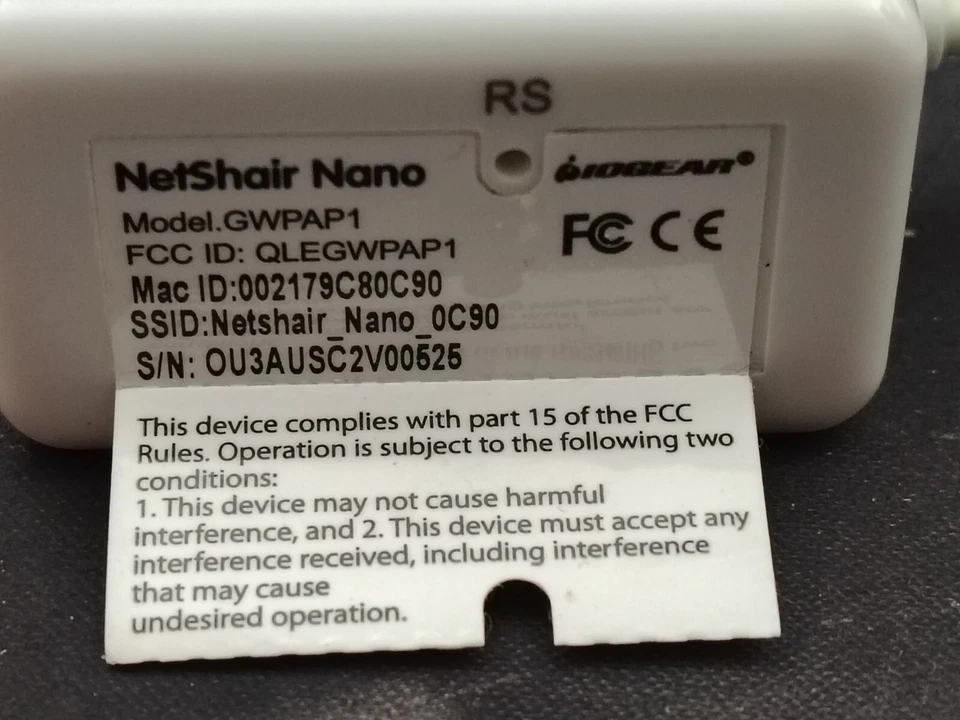 RS
NetShair Nano
IOGEAR®
Model.GWPAP1
FCC ID: QLEGWPAP1
FC CE
Mac ID:002179C80C90
SSID:Netshair_Nano_0C90
S/N: OU3AUSC2V00525
This device complies with part 15 of the FCC
Rules. Operation is subject to the following two
conditions:
1. This device may not cause harmful
interference, and 2. This device must accept any
interference received, including interference
that may cause
undesired operation.